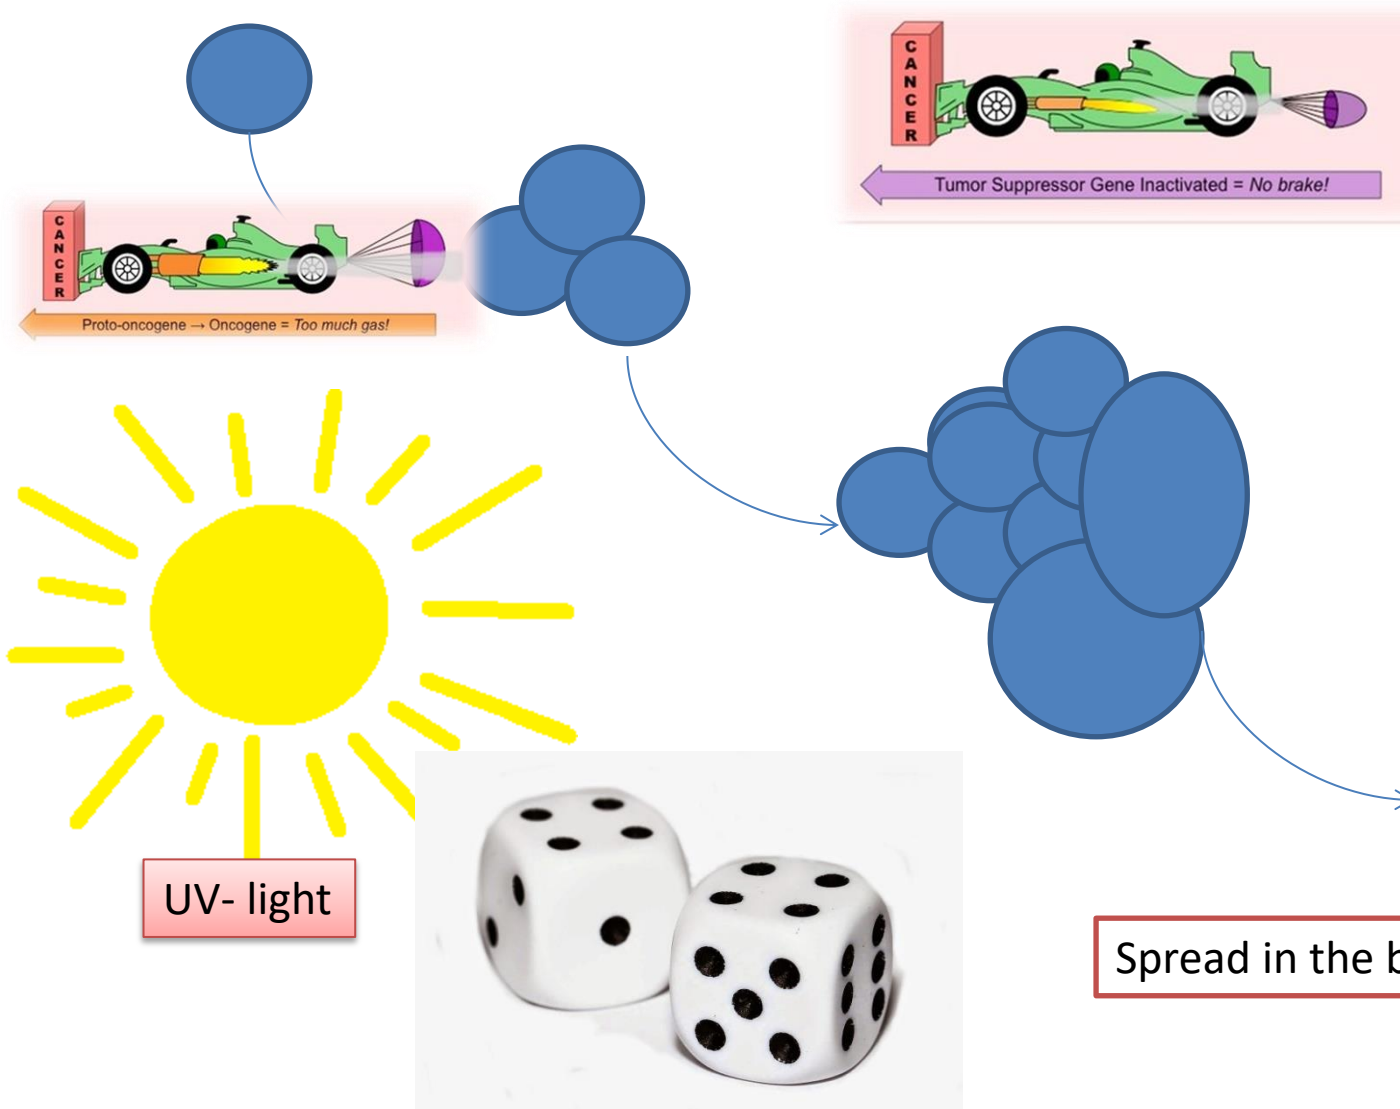 CANCER
Tumor Suppressor Gene Inactivated = No brake!
CANCER
Proto-oncogene → Oncogene = Too much gas!
UV- light
Spread in the